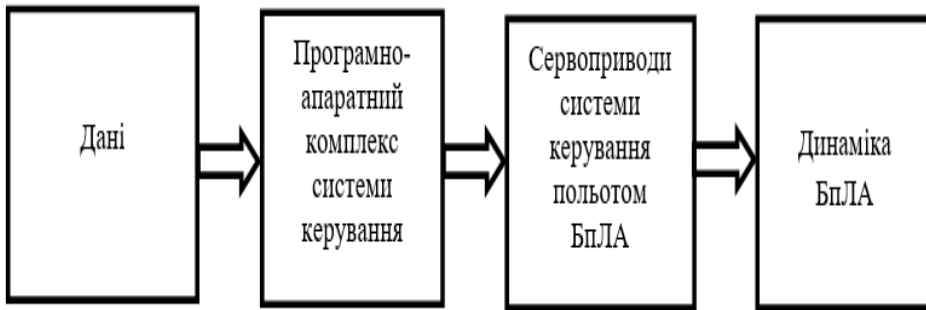 Дані
Програмно-
апаратний
комплекс
системи
керування
Сервоприводи
системи
керування
польотом
БпЛА
Динаміка
БпЛА